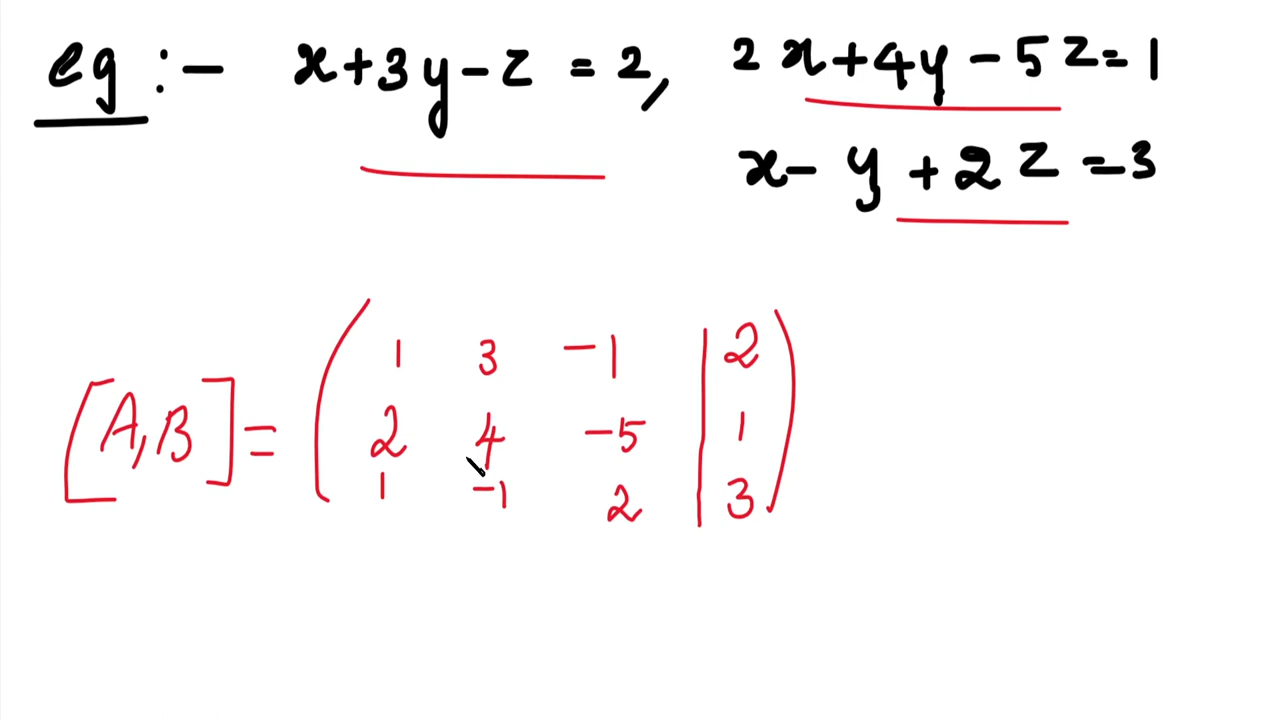 eg :- x+3y-z = 2, 2x+4y-5z=1
x-y+2z=3
[A,B] = ( 1 3 -1 | 2
2 4 -5 | 1
1 -1 2 | 3 )